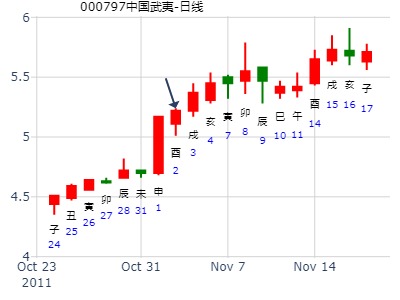 000797中国武夷-日线
6
5.5
5
4.5
4
子
24
丑
25
寅
26
卯
27
辰
28
未
31
申
1
酉
2
戌
3
亥
4
寅
7
卯
8
辰
9
巳
10
午
11
酉
14
戌
15
亥
16
子
17
Oct 23
2011
Oct 31
Nov 7
Nov 14